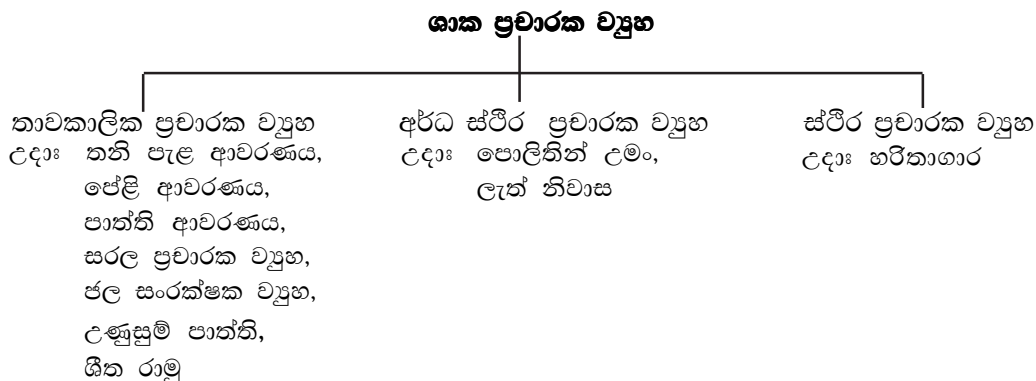 ශාක ප්‍රචාරක ව්‍යුහ
තාවකාලික ප්‍රචාරක ව්‍යුහ
උදාඃ තනි පැළ ආවරණය,
පේළි ආවරණය,
පාත්ති ආවරණය,
සරල ප්‍රචාරක ව්‍යුහ,
ජල සංරක්ෂක ව්‍යුහ,
උණුසුම් පාත්ති,
ශීත රාමු
අර්ධ ස්ථිර ප්‍රචාරක ව්‍යුහ
උදාඃ පොලිතින් උමං,
ලැත් නිවාස
ස්ථිර ප්‍රචාරක ව්‍යුහ
උදාඃ හරිතාගාර